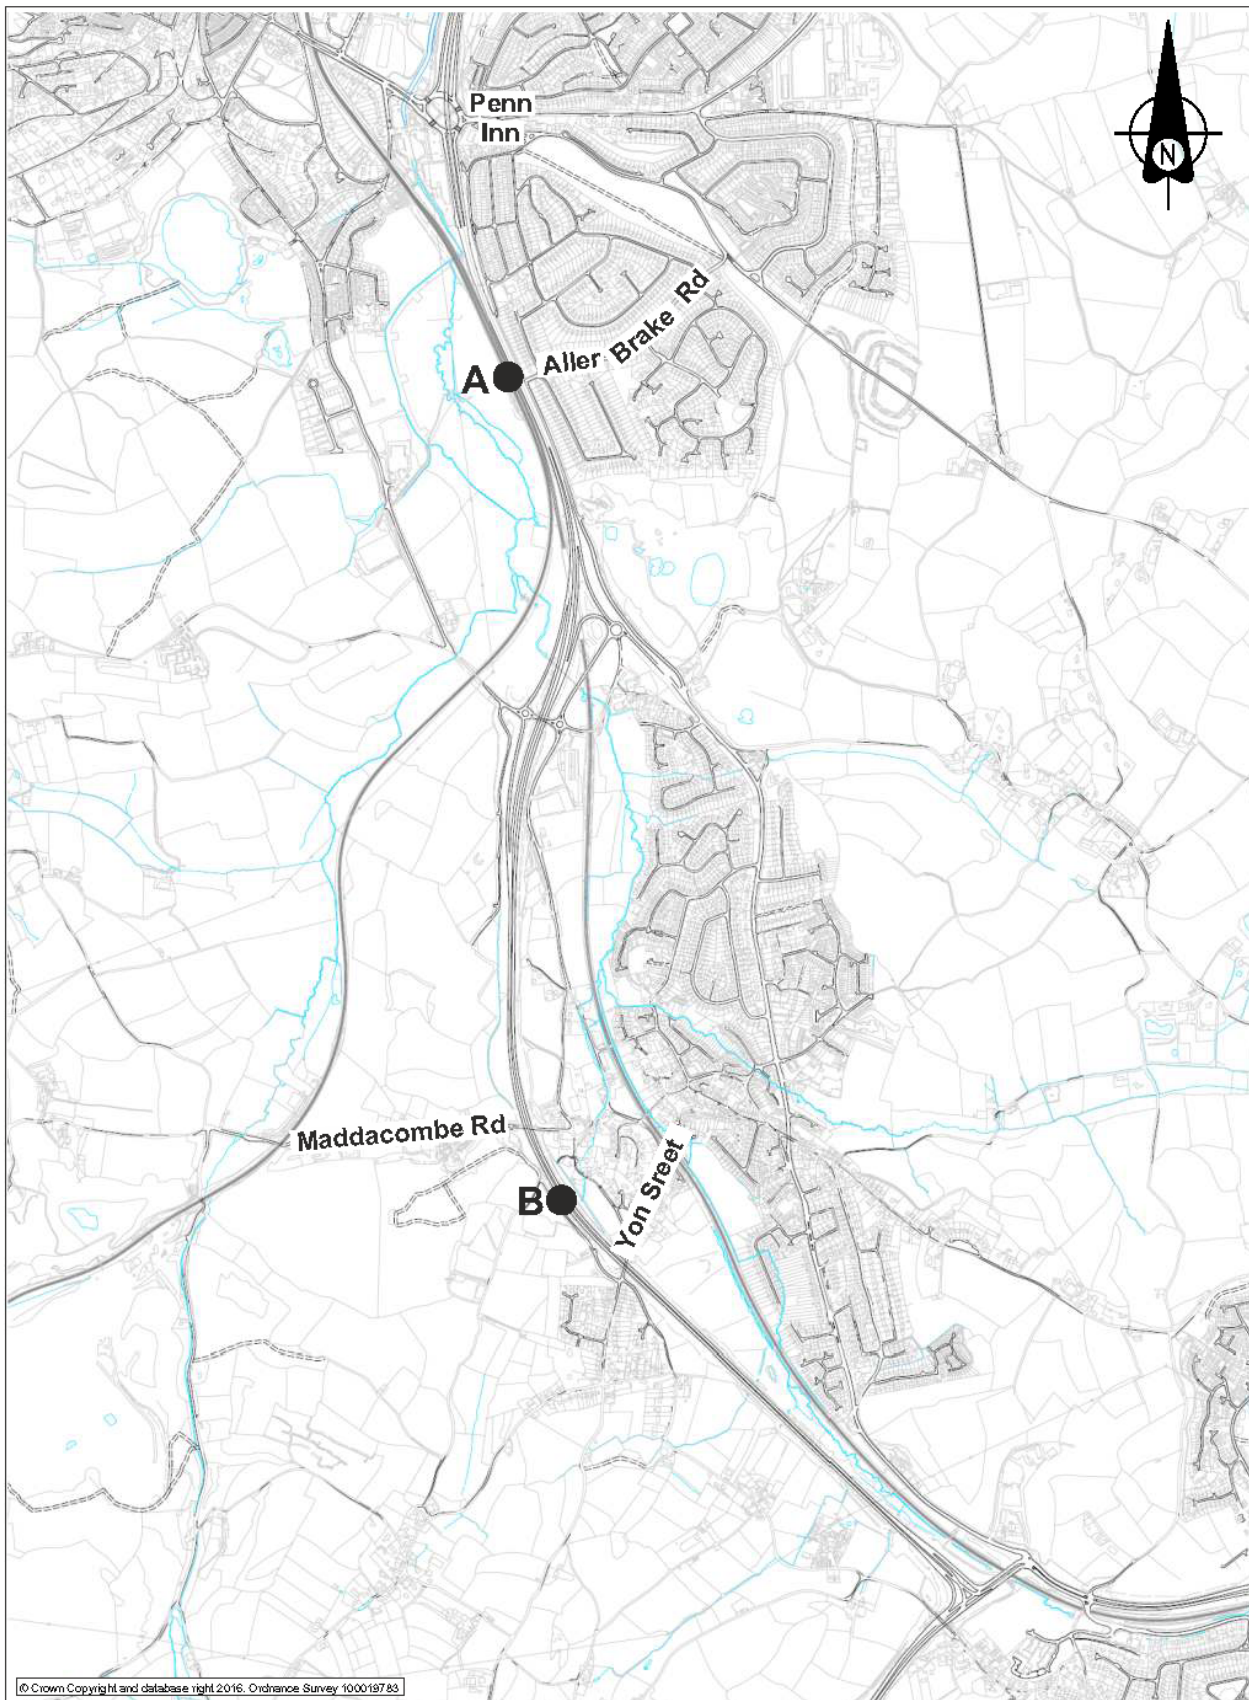 Penn
Inn
N
Aller Brake Rd
A
Maddacombe Rd
B
Yon Sreet
© Crown Copyright and database right 2016. Ordnance Survey 100019783